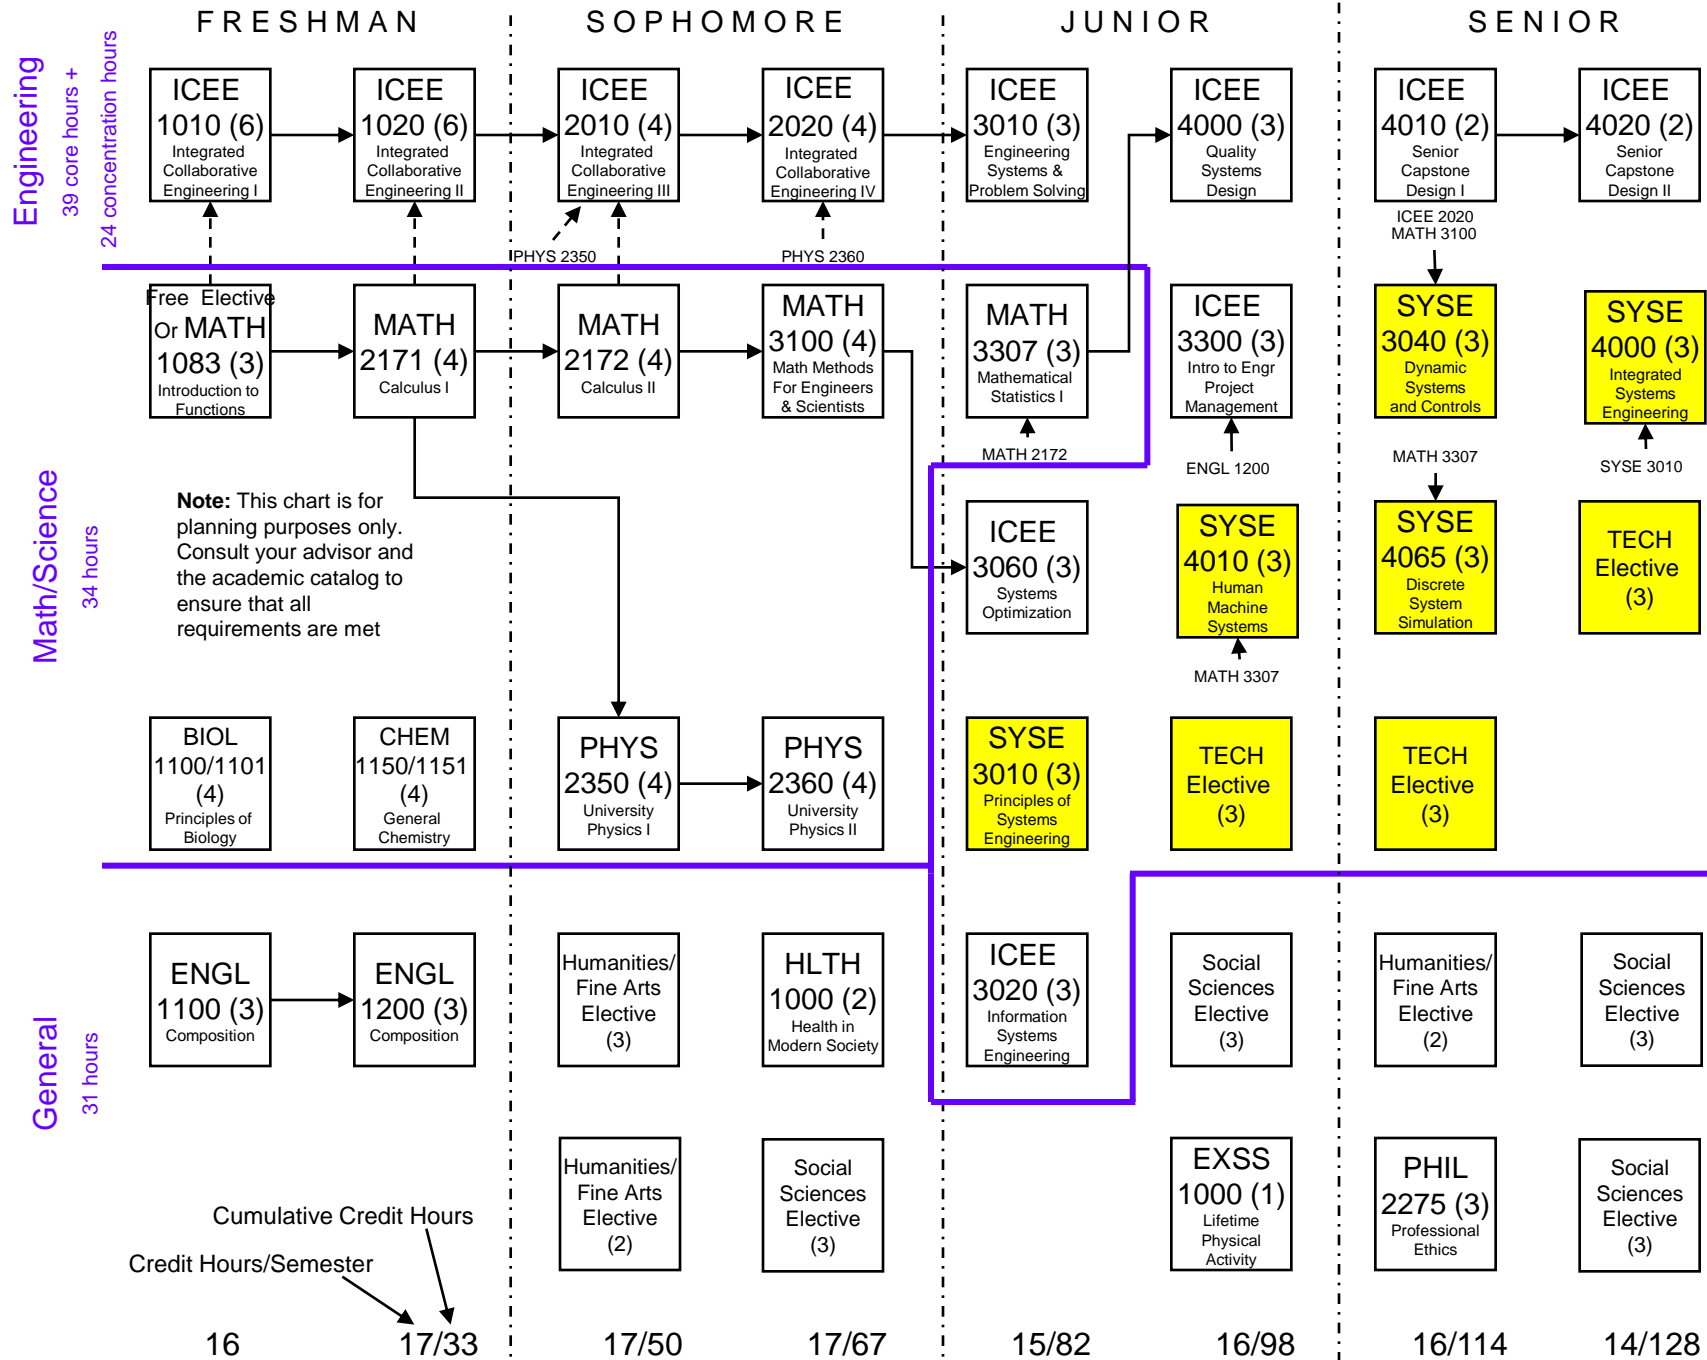 FRESHMAN
SOPHOMORE
JUNIOR
SENIOR
Engineering
39 core hours +
24 concentration hours
ICEE
1010 (6)
Integrated
Collaborative
Engineering I
ICEE
1020 (6)
Integrated
Collaborative
Engineering II
ICEE
2010 (4)
Integrated
Collaborative
Engineering III
ICEE
2020 (4)
Integrated
Collaborative
Engineering IV
ICEE
3010 (3)
Engineering
Systems &
Problem Solving
ICEE
4000 (3)
Quality
Systems
Design
ICEE
4010 (2)
Senior
Capstone
Design I
ICEE
4020 (2)
Senior
Capstone
Design II
PHYS 2350
PHYS 2360
ICEE 2020
MATH 3100
Math/Science
34 hours
Free Elective
Or MATH
1083 (3)
Introduction to
Functions
MATH
2171 (4)
Calculus I
MATH
2172 (4)
Calculus II
MATH
3100 (4)
Math Methods
For Engineers
& Scientists
MATH
3307 (3)
Mathematical
Statistics I
ICEE
3300 (3)
Intro to Engr
Project
Management
SYSE
3040 (3)
Dynamic
Systems
and Controls
SYSE
4000 (3)
Integrated
Systems
Engineering
MATH 2172
ENGL 1200
MATH 3307
SYSE 3010
Note: This chart is for
planning purposes only.
Consult your advisor and
the academic catalog to
ensure that all
requirements are met
ICEE
3060 (3)
Systems
Optimization
SYSE
4010 (3)
Human
Machine
Systems
SYSE
4065 (3)
Discrete
System
Simulation
TECH
Elective
(3)
MATH 3307
BIOL
1100/1101
(4)
Principles of
Biology
CHEM
1150/1151
(4)
General
Chemistry
PHYS
2350 (4)
University
Physics I
PHYS
2360 (4)
University
Physics II
SYSE
3010 (3)
Principles of
Systems
Engineering
TECH
Elective
(3)
TECH
Elective
(3)
General
31 hours
ENGL
1100 (3)
Composition
ENGL
1200 (3)
Composition
Humanities/
Fine Arts
Elective
(3)
HLTH
1000 (2)
Health in
Modern Society
ICEE
3020 (3)
Information
Systems
Engineering
Social
Sciences
Elective
(3)
Humanities/
Fine Arts
Elective
(2)
Social
Sciences
Elective
(3)
Humanities/
Fine Arts
Elective
(2)
Social
Sciences
Elective
(3)
EXSS
1000 (1)
Lifetime
Physical
Activity
PHIL
2275 (3)
Professional
Ethics
Social
Sciences
Elective
(3)
Cumulative Credit Hours
Credit Hours/Semester
16
17/33
17/50
17/67
15/82
16/98
16/114
14/128